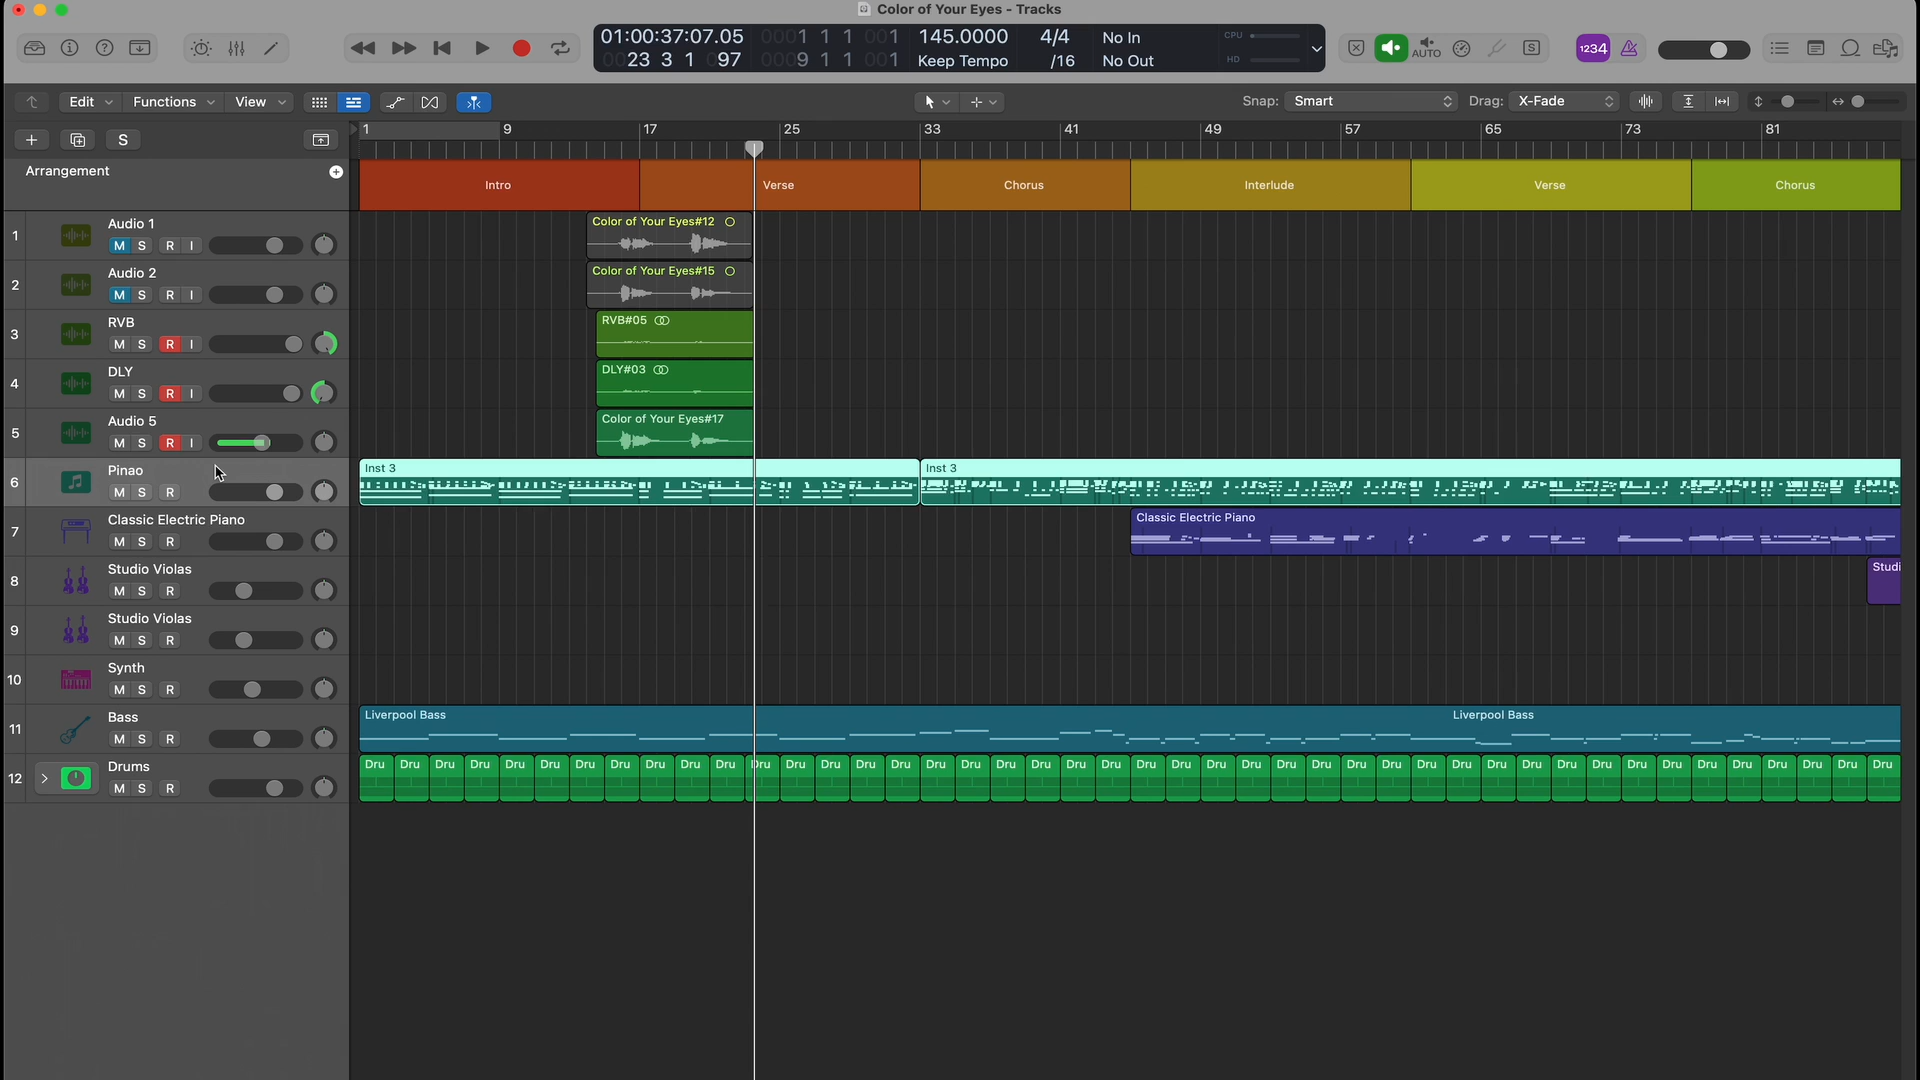 Color of Your Eyes - Tracks
01:00:37:07.05 0001 1 1 001 145.0000 4/4 No In CPU
0023 3 1 097 0009 1 1 001 Keep Tempo /16 No Out HD
AUTO S 1234
Edit Functions View Snap: Smart Drag: X-Fade
S 1 9 17 25 33 41 49 57 65 73 81
Arrangement Intro Verse Chorus Interlude Verse Chorus
1 Audio 1 Color of Your Eyes#12
M S R I
2 Audio 2 Color of Your Eyes#15
M S R I
3 RVB RVB#05
M S R I
4 DLY DLY#03
M S R I
5 Audio 5 Color of Your Eyes#17
M S R I
6 Pinao Inst 3 Inst 3
M S R
7 Classic Electric Piano Classic Electric Piano
M S R
8 Studio Violas Studi
M S R
9 Studio Violas
M S R
10 Synth
M S R
11 Bass Liverpool Bass Liverpool Bass
M S R
12 Drums Dru Dru Dru Dru Dru Dru Dru Dru Dru Dru Dru Dru Dru Dru Dru Dru Dru Dru Dru Dru Dru Dru Dru Dru Dru Dru Dru Dru Dru Dru Dru Dru Dru Dru Dru Dru Dru Dru Dru Dru Dru Dru Dru Dru
M S R